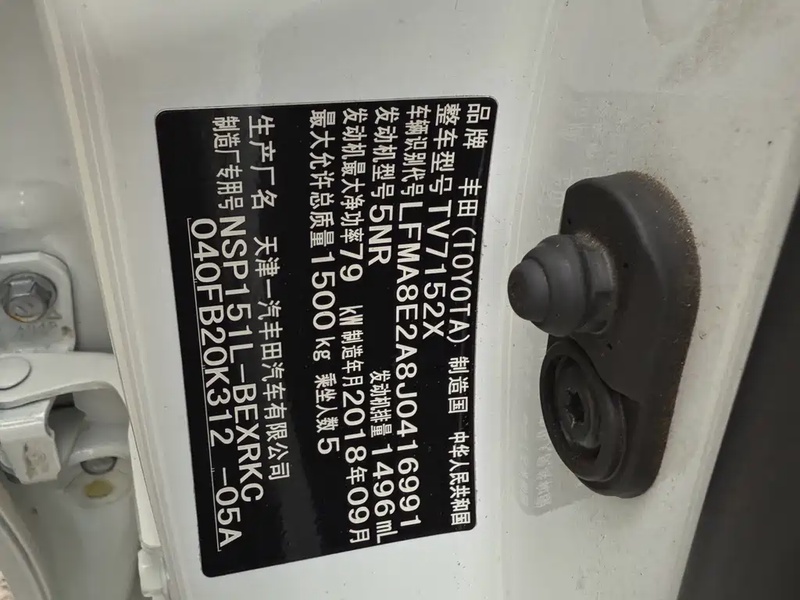 品牌 丰田(TOYOTA) 制造国 中华人民共和国
整车型号 TV7152X
车辆识别代号 LFMA8E2A8J0416991
发动机型号 5NR 发动机排量 1496mL
发动机最大净功率 79 kW 制造年月 2018年09月
最大允许总质量 1500kg 乘坐人数 5
生产厂名 天津一汽丰田汽车有限公司
制造厂专用号 NSP151L-BEXRKC
040FB20K312 -05A